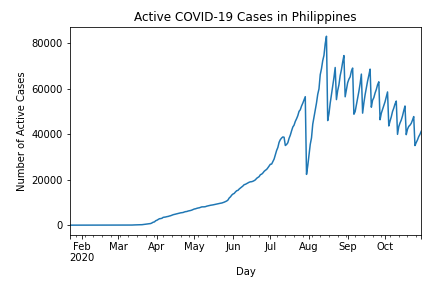 Active COVID-19 Cases in Philippines
Number of Active Cases
80000
60000
40000
20000
0
Feb
2020
Mar
Apr
May
Jun
Jul
Aug
Sep
Oct
Day